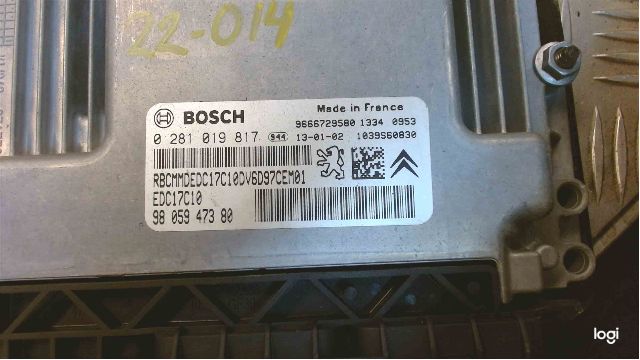 22-014
BOSCH
Made in France
9666729580 1334 0953
0 281 019 817 944 13-01-02 1039S60830
RBCMMDEDC17C10DV6D97CEM01
EDC17C10
98 059 473 80
logi